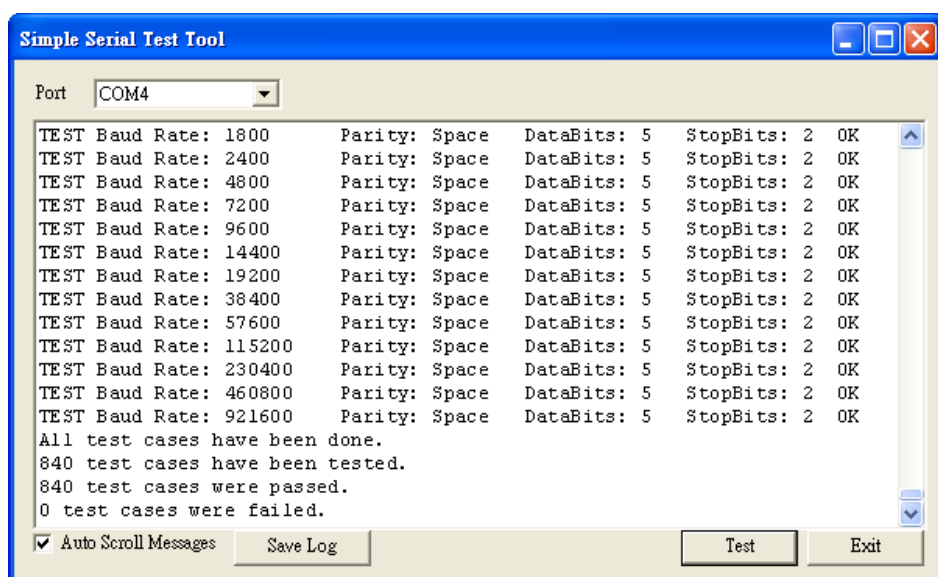 Simple Serial Test Tool
Port COM4
TEST Baud Rate: 1800 Parity: Space DataBits: 5 StopBits: 2 OK
TEST Baud Rate: 2400 Parity: Space DataBits: 5 StopBits: 2 OK
TEST Baud Rate: 4800 Parity: Space DataBits: 5 StopBits: 2 OK
TEST Baud Rate: 7200 Parity: Space DataBits: 5 StopBits: 2 OK
TEST Baud Rate: 9600 Parity: Space DataBits: 5 StopBits: 2 OK
TEST Baud Rate: 14400 Parity: Space DataBits: 5 StopBits: 2 OK
TEST Baud Rate: 19200 Parity: Space DataBits: 5 StopBits: 2 OK
TEST Baud Rate: 38400 Parity: Space DataBits: 5 StopBits: 2 OK
TEST Baud Rate: 57600 Parity: Space DataBits: 5 StopBits: 2 OK
TEST Baud Rate: 115200 Parity: Space DataBits: 5 StopBits: 2 OK
TEST Baud Rate: 230400 Parity: Space DataBits: 5 StopBits: 2 OK
TEST Baud Rate: 460800 Parity: Space DataBits: 5 StopBits: 2 OK
TEST Baud Rate: 921600 Parity: Space DataBits: 5 StopBits: 2 OK
All test cases have been done.
840 test cases have been tested.
840 test cases were passed.
0 test cases were failed.
Auto Scroll Messages Save Log Test Exit